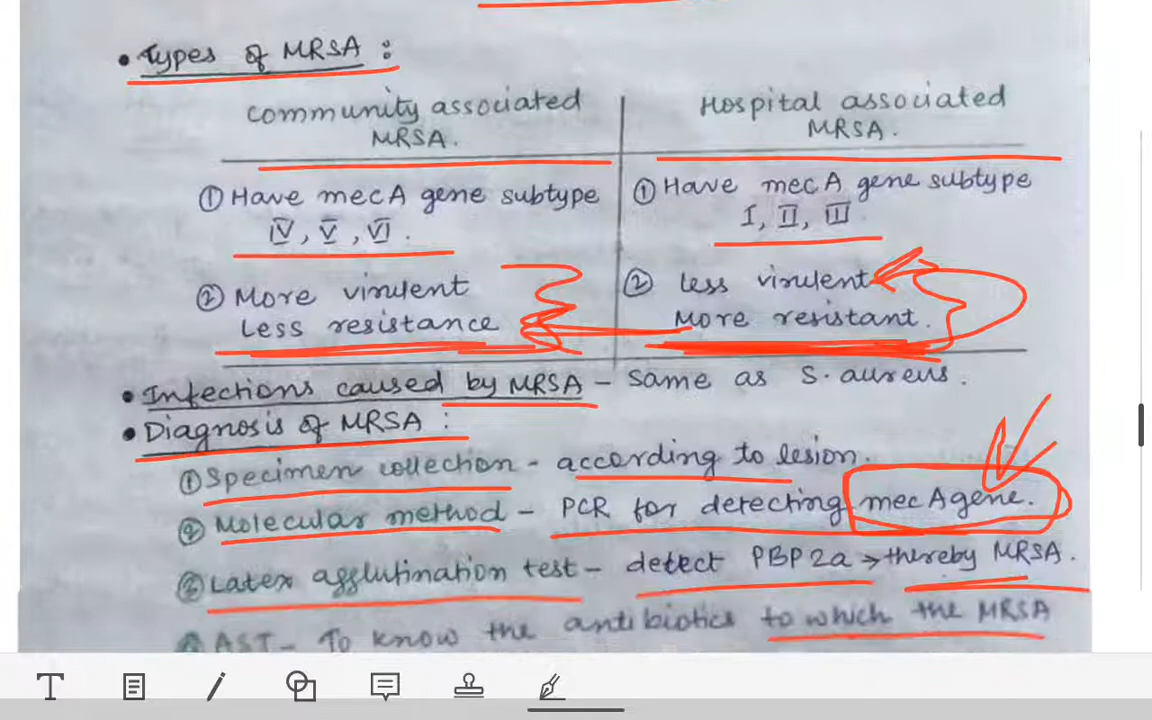 • Types of MRSA :
Community associated MRSA.
Hospital associated MRSA.
① Have mecA gene subtype IV, V, VI.
① Have mecA gene subtype I, II, III
② More virulent
Less resistance
② less virulent
More resistant.
• Infections caused by MRSA – same as S. aureus.
• Diagnosis of MRSA :
① Specimen collection - according to lesion.
② Molecular method - PCR for detecting mecA gene.
③ Latex agglutination test - detect PBP2a → thereby MRSA.
④ AST - To know the antibiotics to which the MRSA
T